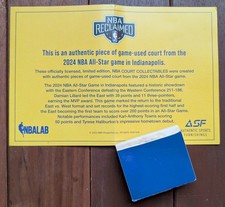 NBA
RECLAIMED
This is an authentic piece of game-used court from the
2024 NBA All-Star game in Indianapolis.
These officially licensed, limited edition, NBA COURT COLLECTABLES were created
with authentic pieces of game-used court from the 2024 NBA All-Star Game.
The 2024 NBA All-Star Game in Indianapolis featured a historic showdown
with the Eastern Conference defeating the Western Conference 211-186.
Damian Lillard led the East with 39 points and 11 three-pointers,
earning the MVP award. This game marked the return to the traditional
East vs. West format and set records for the highest-scoring first half and
the East becoming the first team to score over 200 points in an All-Star Game.
Notable performances included Karl-Anthony Towns scoring
50 points and Tyrese Haliburton's impressive hometown debut.
NBALAB
ASF
AUTHENTIC SPORTS